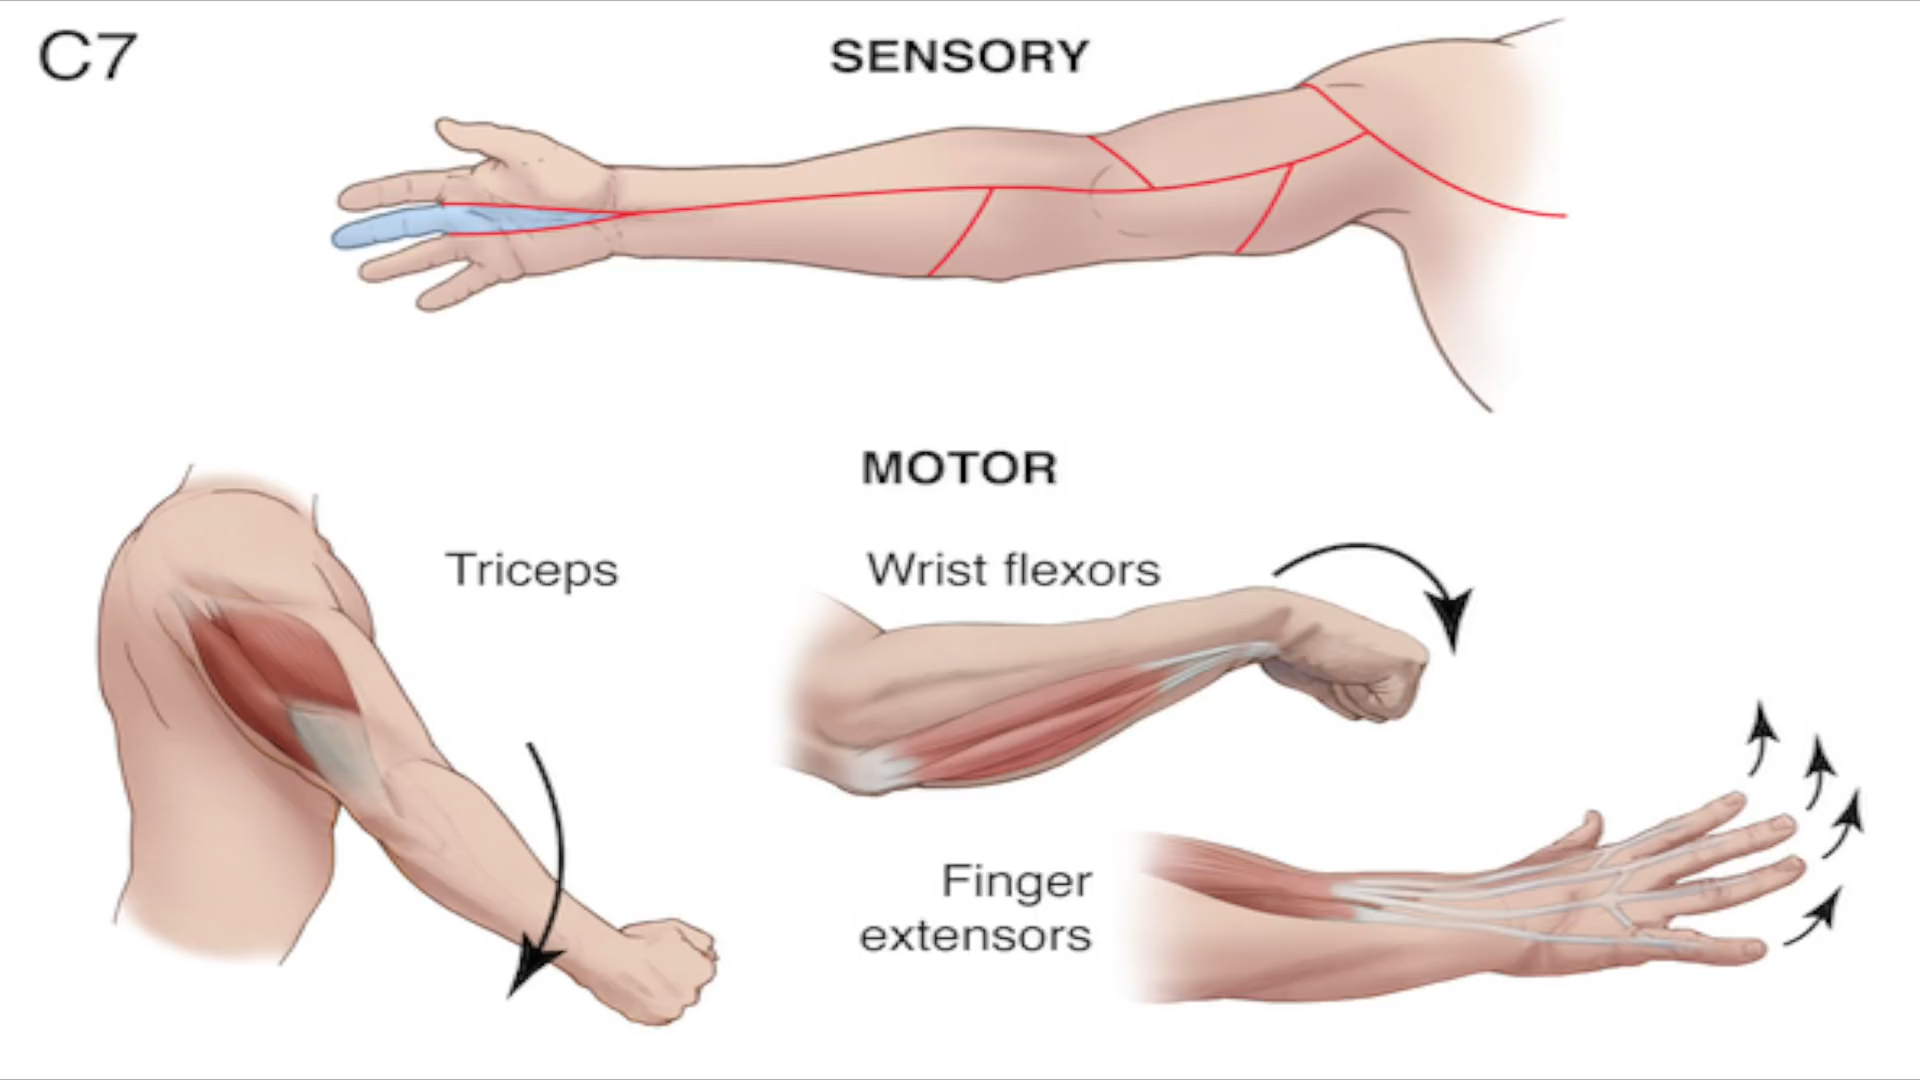 C7
SENSORY
MOTOR
Triceps
Wrist flexors
Finger
extensors